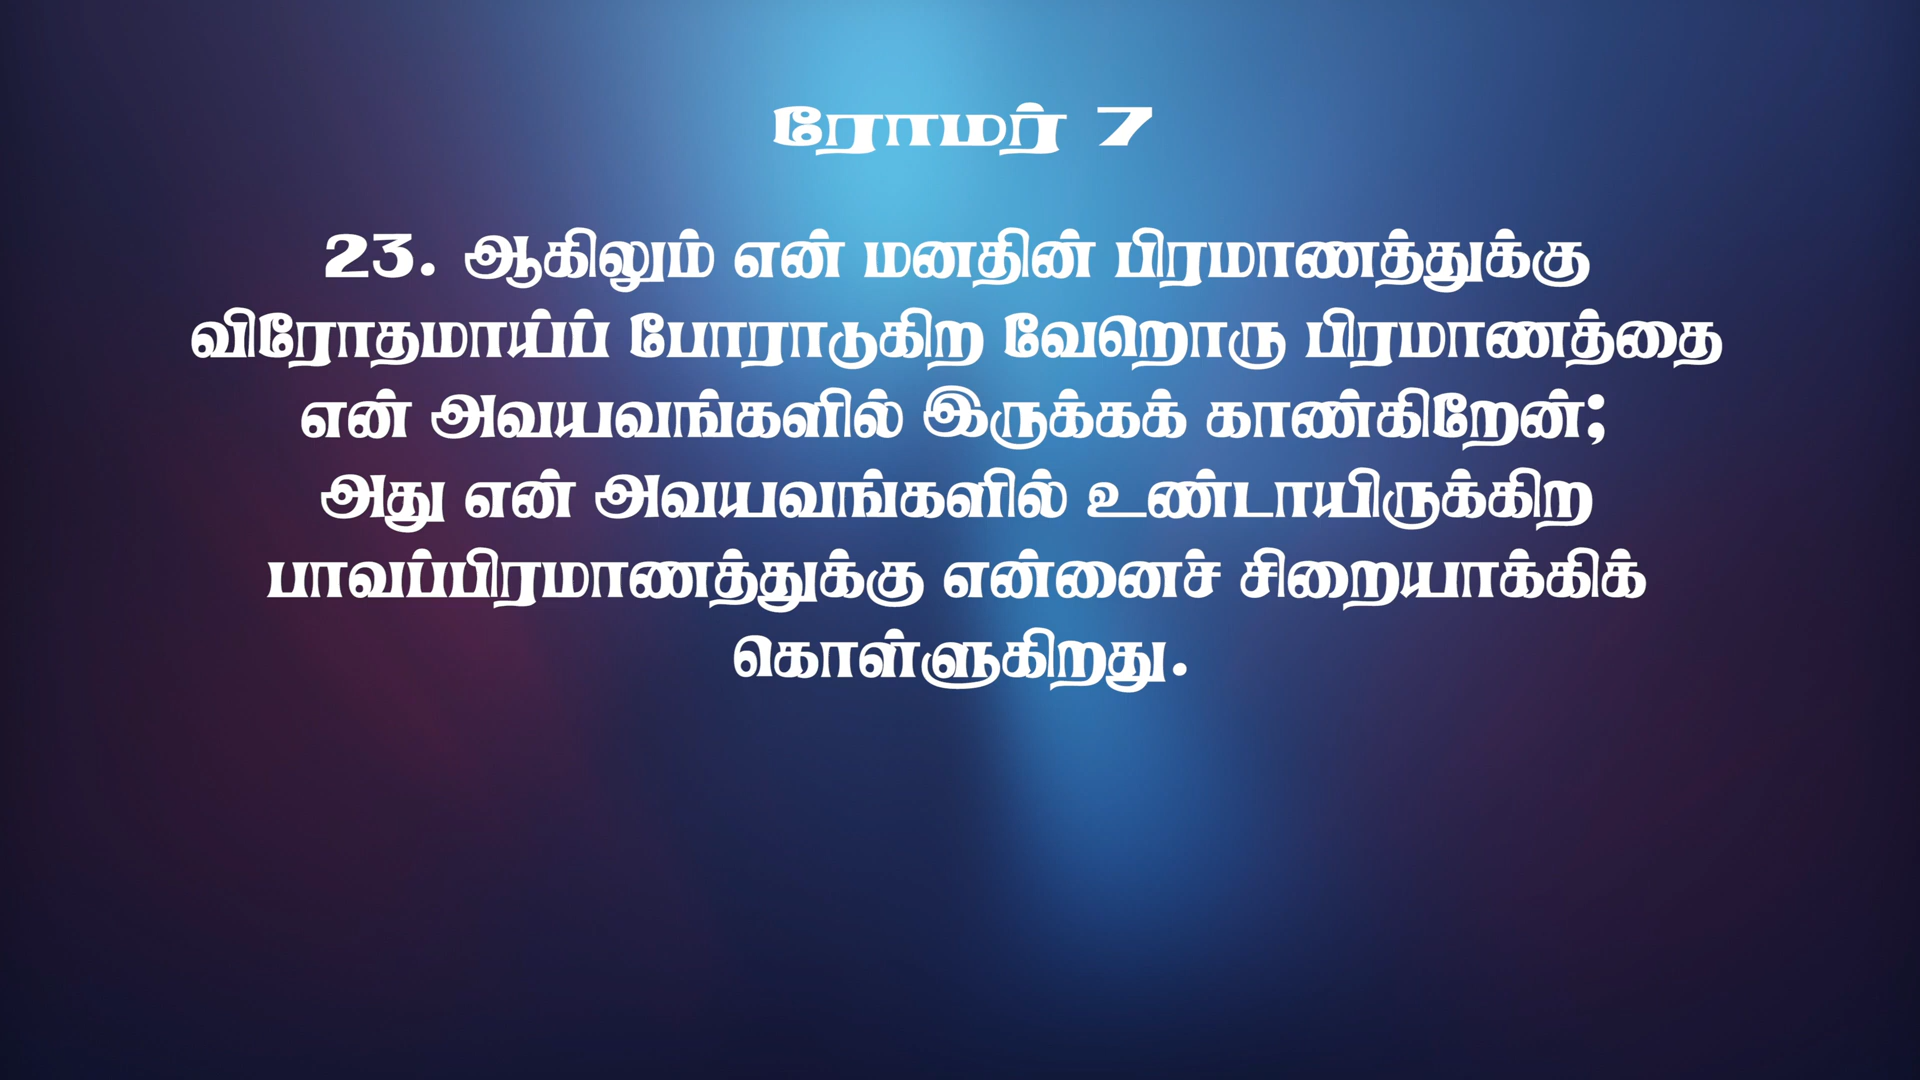 ரோமர் 7
23. ஆகிலும் என் மனதின் பிரமாணத்துக்கு
விரோதமாய்ப் போராடுகிற வேறொரு பிரமாணத்தை
என் அவயவங்களில் இருக்கக் காண்கிறேன்;
அது என் அவயவங்களில் உண்டாயிருக்கிற
பாவப்பிரமாணத்துக்கு என்னைச் சிறையாக்கிக்
கொள்ளுகிறது.